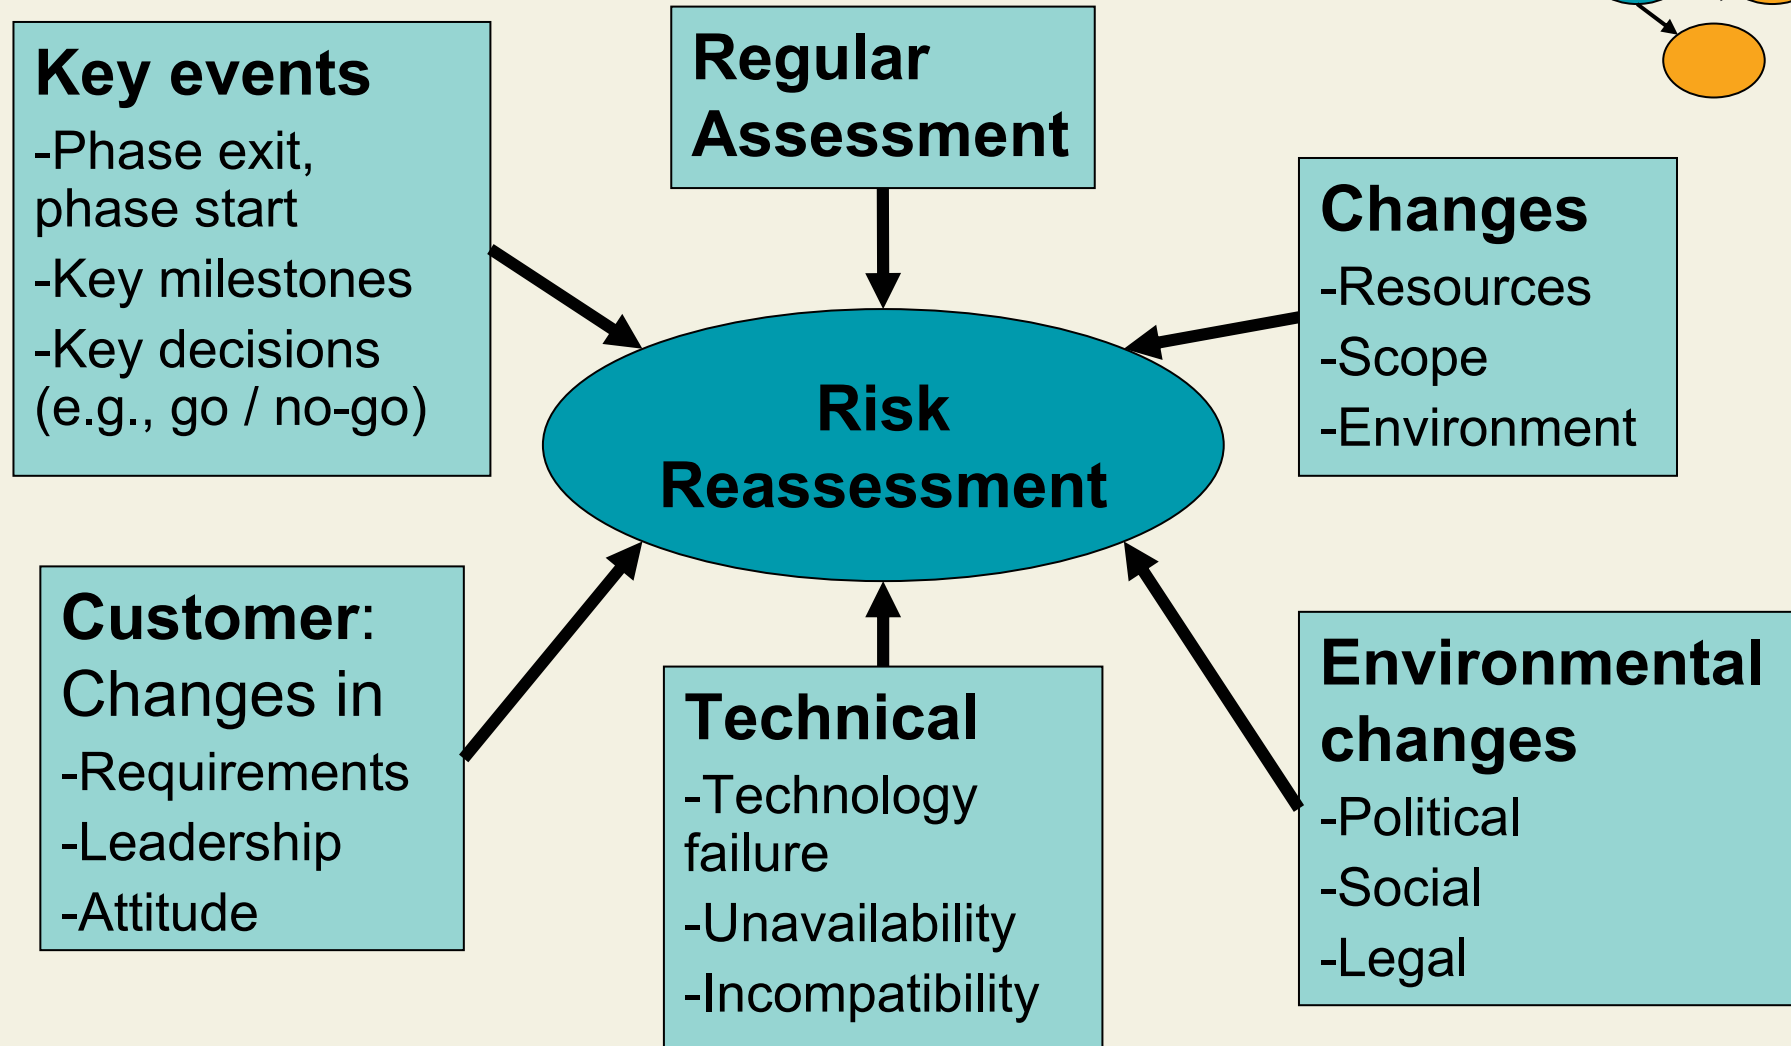 Key events
-Phase exit,
phase start
-Key milestones
-Key decisions
(e.g., go / no-go)
Regular
Assessment
Changes
-Resources
-Scope
-Environment
Risk
Reassessment
Customer:
Changes in
-Requirements
-Leadership
-Attitude
Technical
-Technology
failure
-Unavailability
-Incompatibility
Environmental
changes
-Political
-Social
-Legal